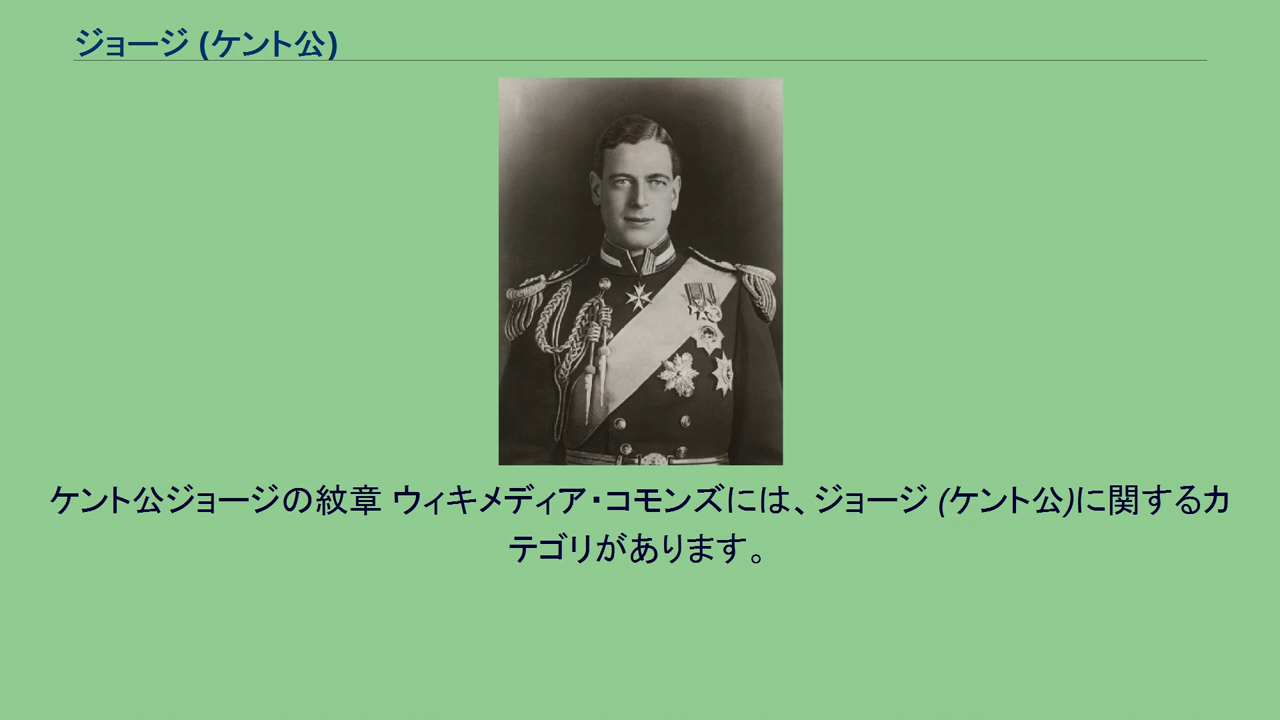 ジョージ (ケント公)
ケント公ジョージの紋章 ウィキメディア・コモンズには、ジョージ (ケント公)に関するカ
テゴリがあります。